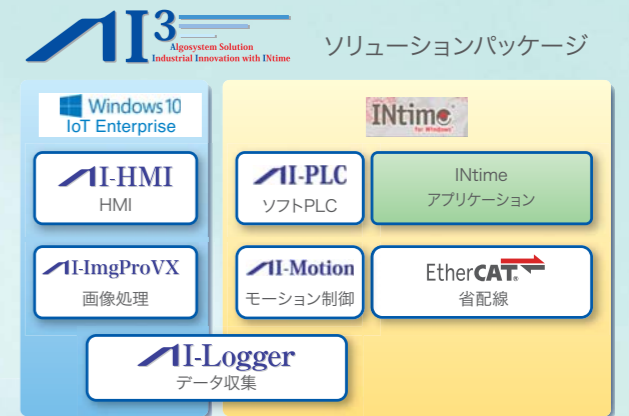 AI3
Algosystem Solution
Industrial Innovation with INtime
ソリューションパッケージ
Windows 10
IoT Enterprise
AI-HMI
HMI
AI-ImgProVX
画像処理
INtime
for Windows
AI-PLC
ソフトPLC
INtime
アプリケーション
AI-Motion
モーション制御
EtherCAT.
省配線
AI-Logger
データ収集